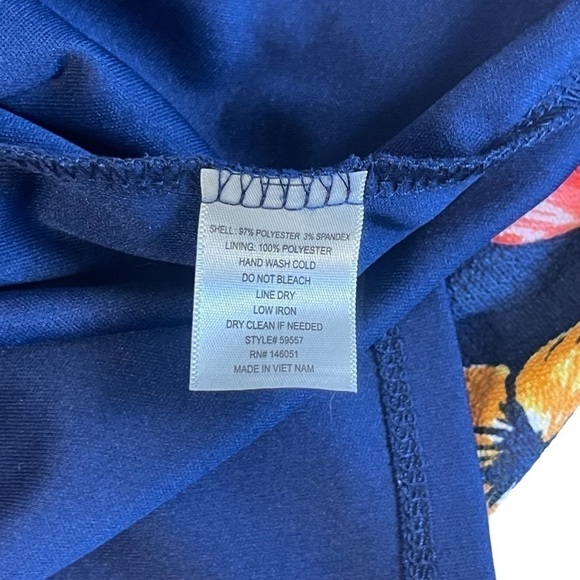 SHELL : 97% POLYESTER 3% SPANDEX
LINING: 100% POLYESTER
HAND WASH COLD
DO NOT BLEACH
LINE DRY
LOW IRON
DRY CLEAN IF NEEDED
STYLE# 59557
RN# 146051
MADE IN VIET NAM